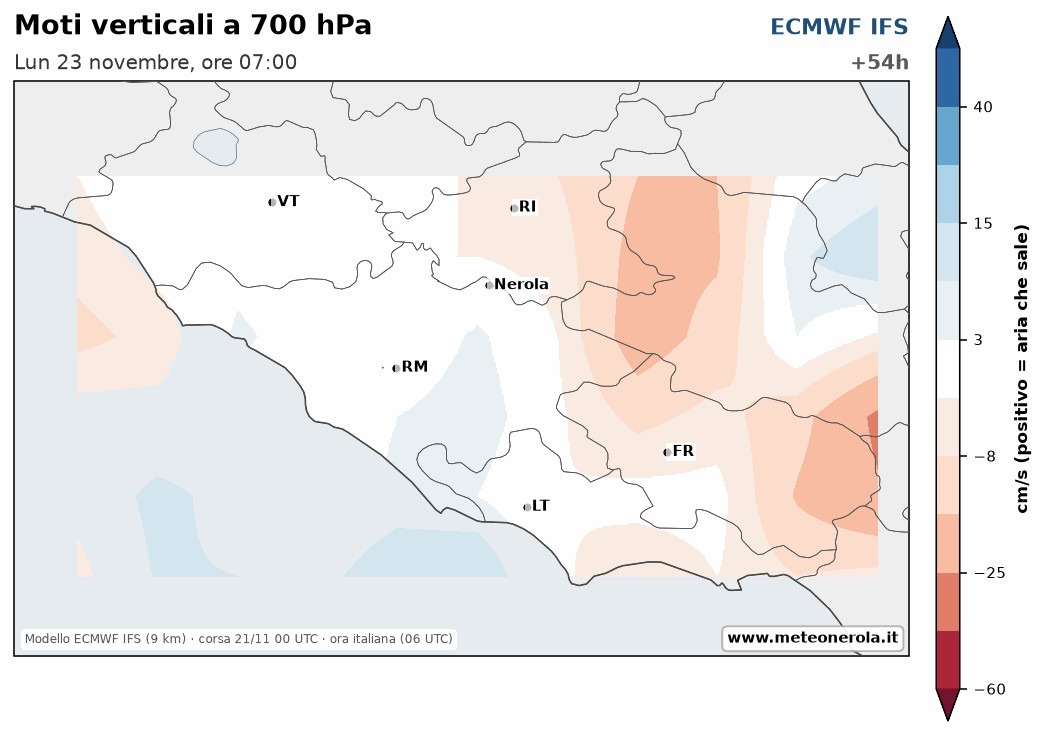 Moti verticali a 700 hPa
ECMWF IFS
Lun 23 novembre, ore 07:00
+54h
VT
RI
Nerola
RM
FR
LT
40
15
3
−8
−25
−60
cm/s (positivo = aria che sale)
Modello ECMWF IFS (9 km) · corsa 21/11 00 UTC · ora italiana (06 UTC)
www.meteonerola.it